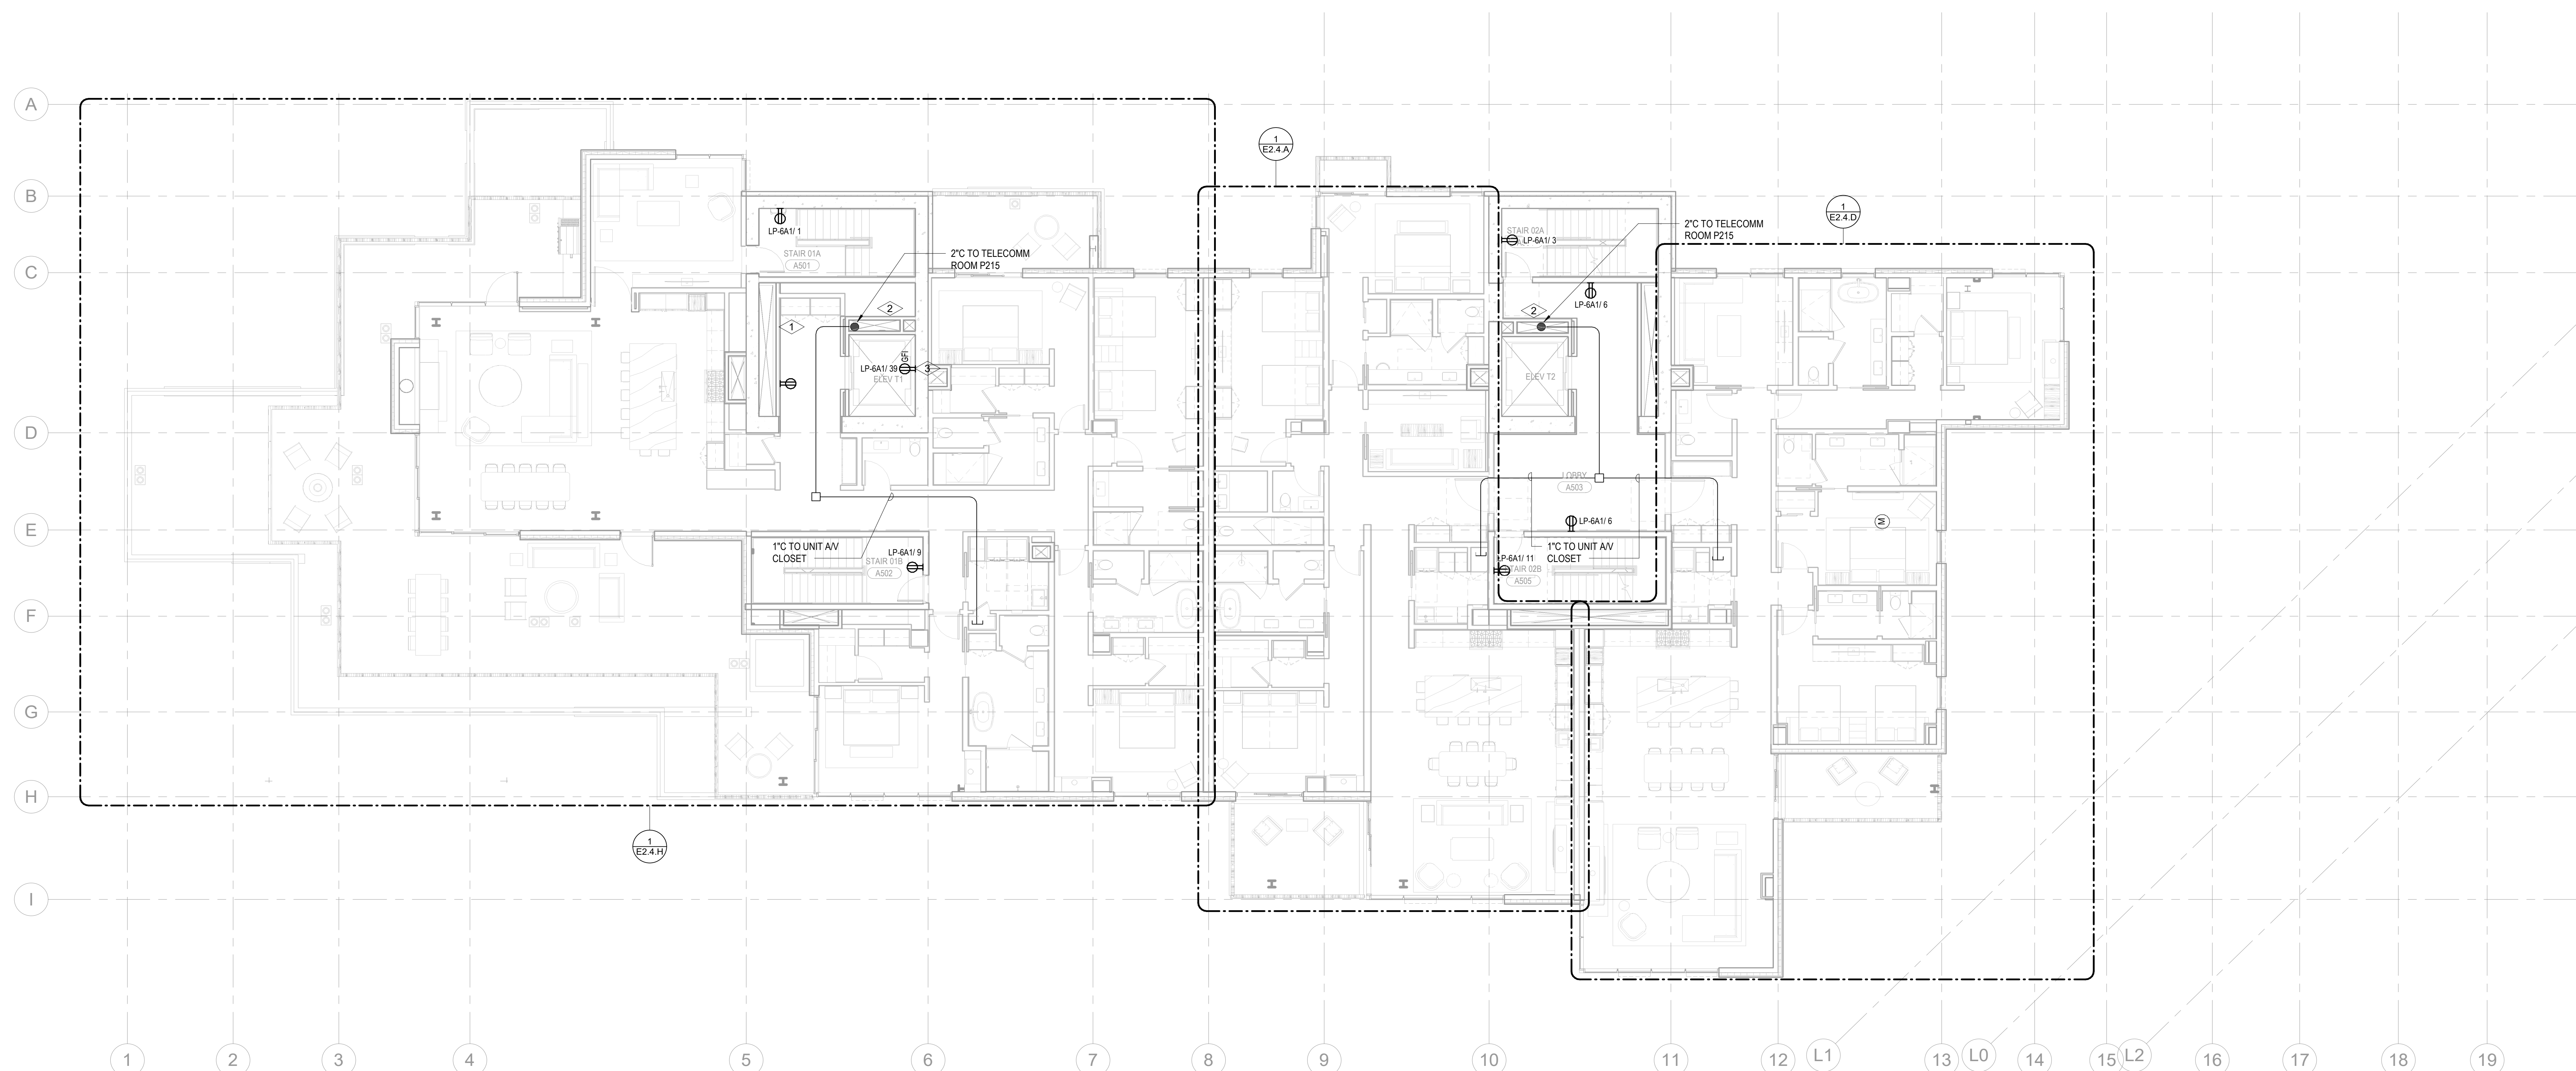 A
B
C
D
E
F
G
H
I
1
E2.4.A
1
E2.4.D
1
E2.4.H
LP-6A1/ 1
STAIR 01A
A501
2"C TO TELECOMM
ROOM P215
2
1
GFI
LP-6A1/ 39
3
ELEV T1
1"C TO UNIT A/V
CLOSET
LP-6A1/ 9
STAIR 01B
A502
STAIR 02A
LP-6A1/ 3
2"C TO TELECOMM
ROOM P215
LP-6A1/ 6
2
ELEV T2
LOBBY
A503
LP-6A1/ 6
1"C TO UNIT A/V
CLOSET
LP-6A1/ 11
STAIR 02B
A505
M
1
2
3
4
5
6
7
8
9
10
11
12
L1
13
L0
14
15
L2
16
17
18
19